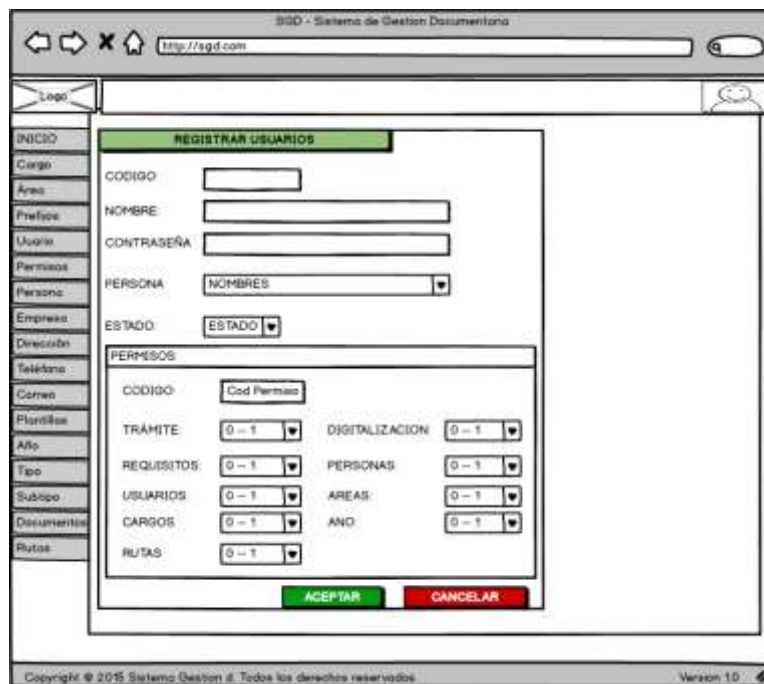 SGD - Sistema de Gestion Documentaria
http://sgd.com
Logo
INICIO
Cargo
Área
Prefijos
Usuario
Permisos
Persona
Empresa
Dirección
Teléfono
Correo
Plantillas
Año
Tipo
Subtipo
Documentos
Rutas
REGISTRAR USUARIOS
CODIGO
NOMBRE
CONTRASEÑA
PERSONA NOMBRES
ESTADO: ESTADO
PERMISOS
CODIGO Cod Permiso
TRÁMITE 0 - 1 DIGITALIZACION 0 - 1
REQUISITOS: 0 - 1 PERSONAS 0 - 1
USUARIOS 0 - 1 AREAS: 0 - 1
CARGOS 0 - 1 ANO: 0 - 1
RUTAS 0 - 1
ACEPTAR CANCELAR
Copyright © 2015 Sistema Gestion d. Todos los derechos reservados. Version 1.0